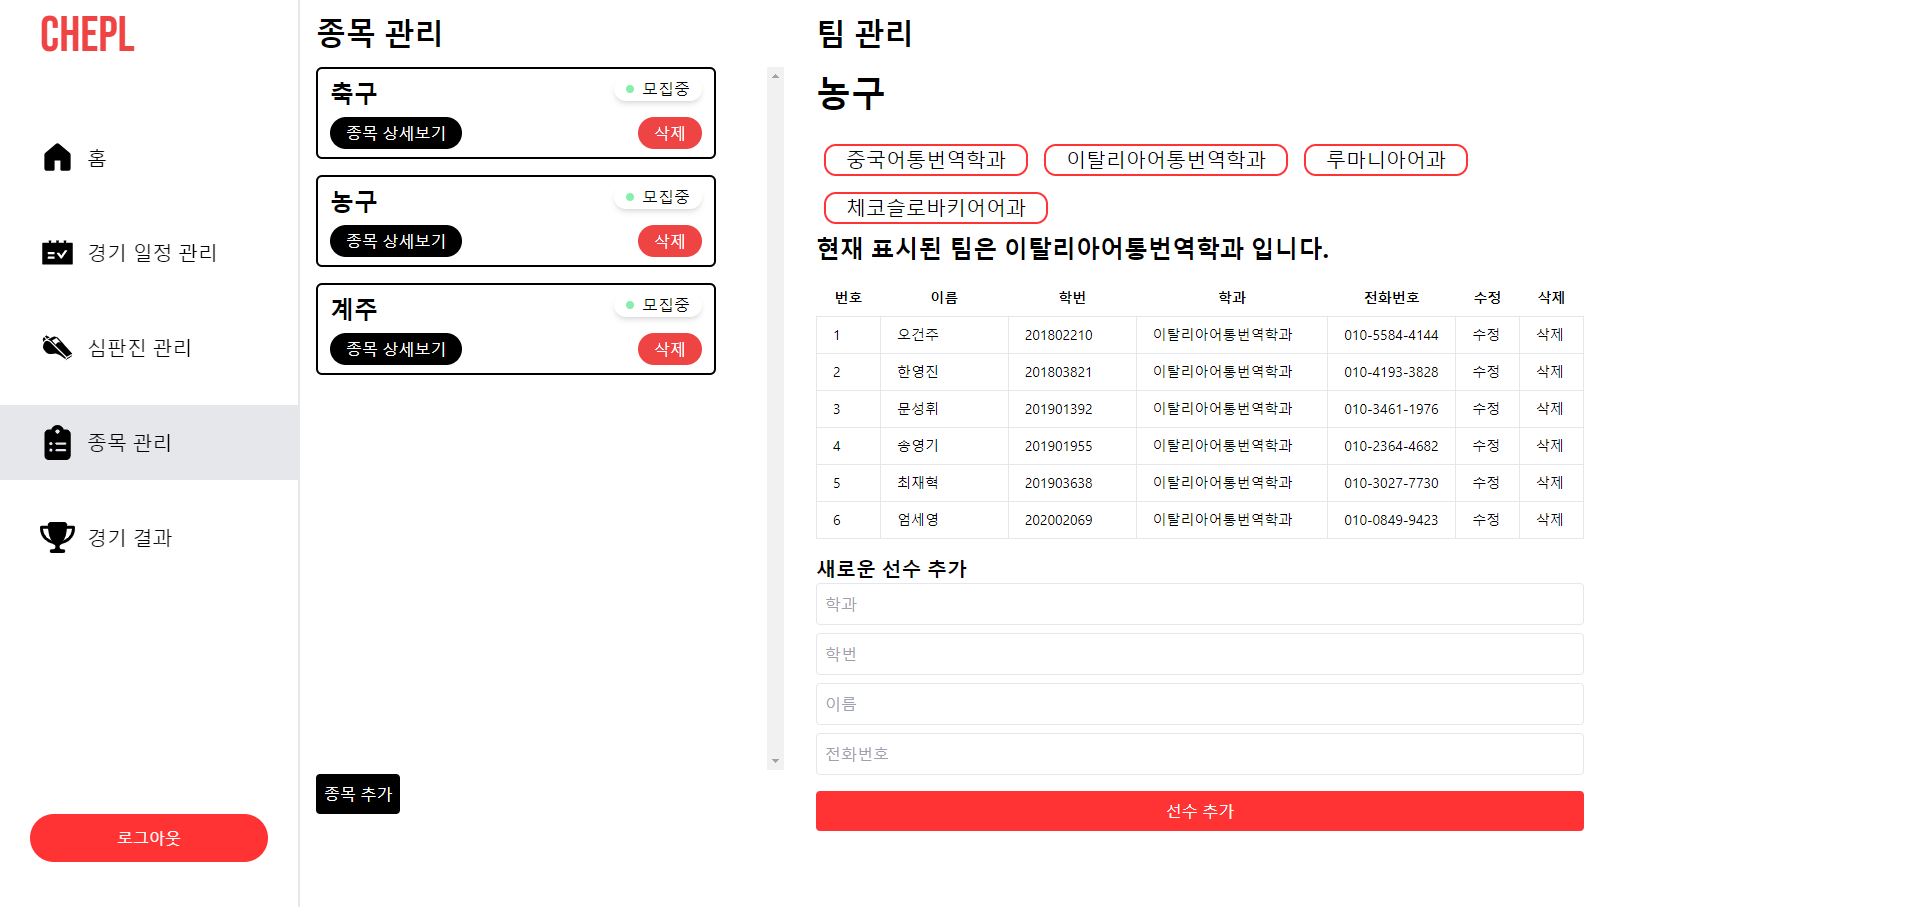 CHEPL
홈
경기 일정 관리
심판진 관리
종목 관리
경기 결과
로그아웃
종목 관리
축구
모집중
종목 상세보기
삭제
농구
모집중
종목 상세보기
삭제
계주
모집중
종목 상세보기
삭제
종목 추가
팀 관리
농구
중국어통번역학과 이탈리아어통번역학과 루마니아어과
체코슬로바키어어과
현재 표시된 팀은 이탈리아어통번역학과 입니다.
번호 이름 학번 학과 전화번호 수정 삭제
1 오건주 201802210 이탈리아어통번역학과 010-5584-4144 수정 삭제
2 한영진 201803821 이탈리아어통번역학과 010-4193-3828 수정 삭제
3 문성휘 201901392 이탈리아어통번역학과 010-3461-1976 수정 삭제
4 송영기 201901955 이탈리아어통번역학과 010-2364-4682 수정 삭제
5 최재혁 201903638 이탈리아어통번역학과 010-3027-7730 수정 삭제
6 엄세영 202002069 이탈리아어통번역학과 010-0849-9423 수정 삭제
새로운 선수 추가
학과
학번
이름
전화번호
선수 추가